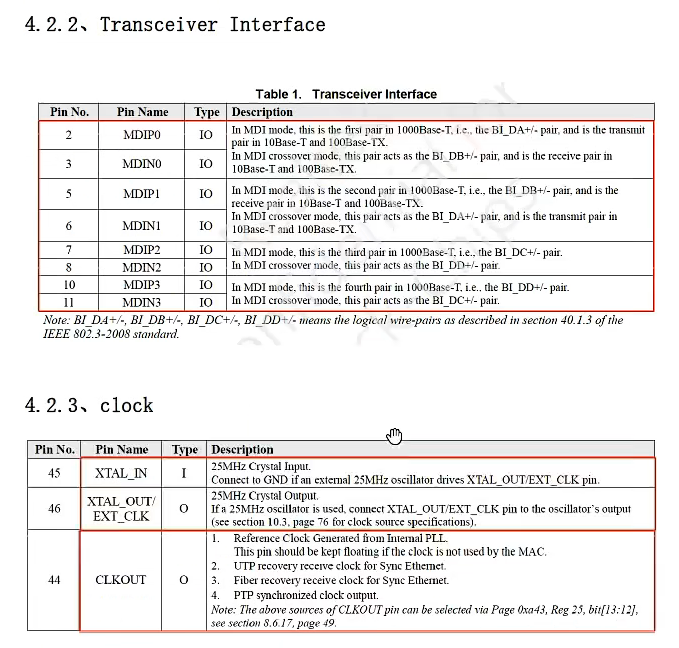 4.2.2、Transceiver Interface
Table 1. Transceiver Interface
Pin No. Pin Name Type Description
2 MDIP0 IO In MDI mode, this is the first pair in 1000Base-T, i.e., the BI_DA+/- pair, and is the transmit
pair in 10Base-T and 100Base-TX.
3 MDIN0 IO In MDI crossover mode, this pair acts as the BI_DB+/- pair, and is the receive pair in
10Base-T and 100Base-TX.
5 MDIP1 IO In MDI mode, this is the second pair in 1000Base-T, i.e., the BI_DB+/- pair, and is the
receive pair in 10Base-T and 100Base-TX.
6 MDIN1 IO In MDI crossover mode, this pair acts as the BI_DA+/- pair, and is the transmit pair in
10Base-T and 100Base-TX.
7 MDIP2 IO In MDI mode, this is the third pair in 1000Base-T, i.e., the BI_DC+/- pair.
8 MDIN2 IO In MDI crossover mode, this pair acts as the BI_DD+/- pair.
10 MDIP3 IO In MDI mode, this is the fourth pair in 1000Base-T, i.e., the BI_DD+/- pair.
11 MDIN3 IO In MDI crossover mode, this pair acts as the BI_DC+/- pair.
Note: BI_DA+/-, BI_DB+/-, BI_DC+/-, BI_DD+/- means the logical wire-pairs as described in section 40.1.3 of the
IEEE 802.3-2008 standard.
4.2.3、clock
Pin No. Pin Name Type Description
45 XTAL_IN I 25MHz Crystal Input.
Connect to GND if an external 25MHz oscillator drives XTAL_OUT/EXT_CLK pin.
46 XTAL_OUT/ EXT_CLK O 25MHz Crystal Output.
If a 25MHz oscillator is used, connect XTAL_OUT/EXT_CLK pin to the oscillator's output
(see section 10.3, page 76 for clock source specifications).
44 CLKOUT O 1. Reference Clock Generated from Internal PLL.
This pin should be kept floating if the clock is not used by the MAC.
2. UTP recovery receive clock for Sync Ethernet.
3. Fiber recovery receive clock for Sync Ethernet.
4. PTP synchronized clock output.
Note: The above sources of CLKOUT pin can be selected via Page 0xa43, Reg 25, bit[13:12],
see section 8.6.17, page 49.